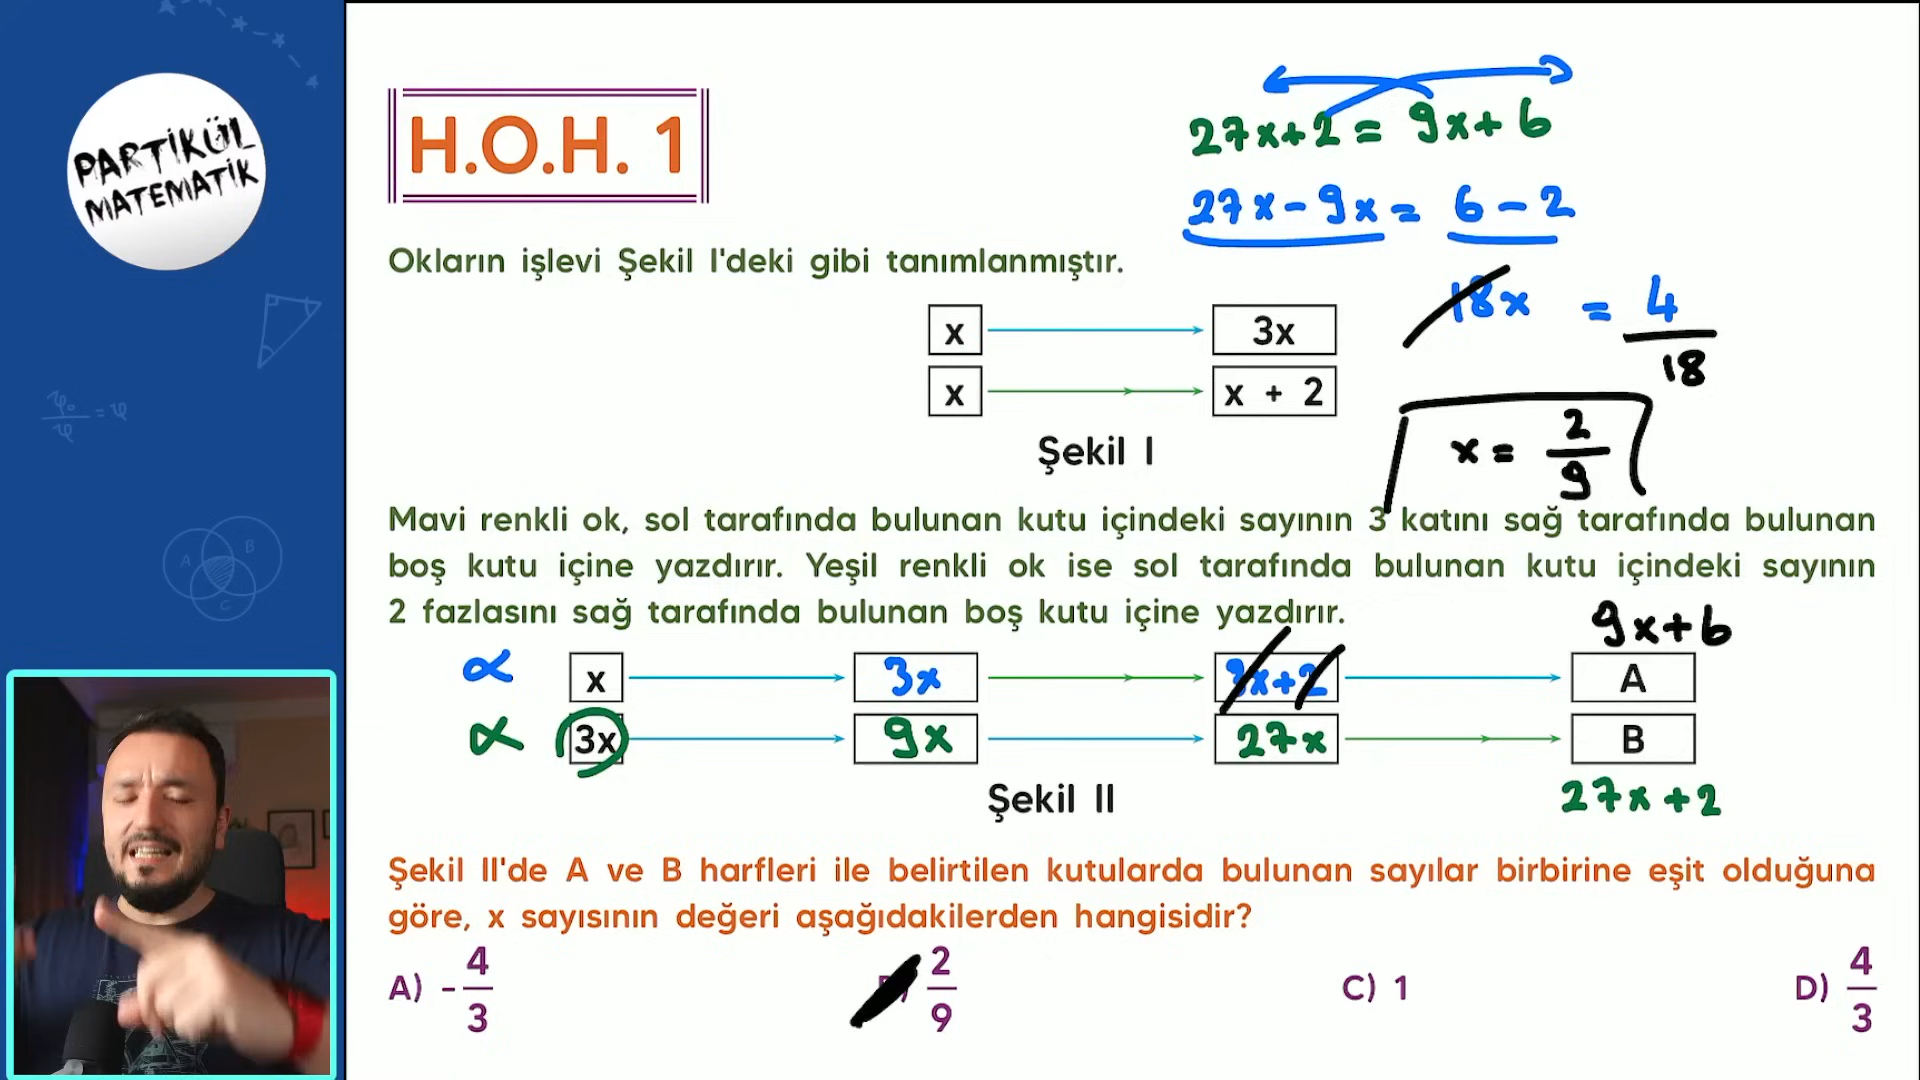 PARTİKÜL
MATEMATİK
H.O.H. 1
27x+2 = 9x+6
27x-9x = 6-2
Okların işlevi Şekil I'deki gibi tanımlanmıştır.
18x = 4/18
x 3x
x x + 2
x = 2/9
Şekil I
Mavi renkli ok, sol tarafında bulunan kutu içindeki sayının 3 katını sağ tarafında bulunan
boş kutu içine yazdırır. Yeşil renkli ok ise sol tarafında bulunan kutu içindeki sayının
2 fazlasını sağ tarafında bulunan boş kutu içine yazdırır.
9x+6
α x 3x 3x+2 A
α 3x 9x 27x B
27x+2
Şekil II
Şekil II'de A ve B harfleri ile belirtilen kutularda bulunan sayılar birbirine eşit olduğuna
göre, x sayısının değeri aşağıdakilerden hangisidir?
A) -4/3 2/9 C) 1 D) 4/3
A B C